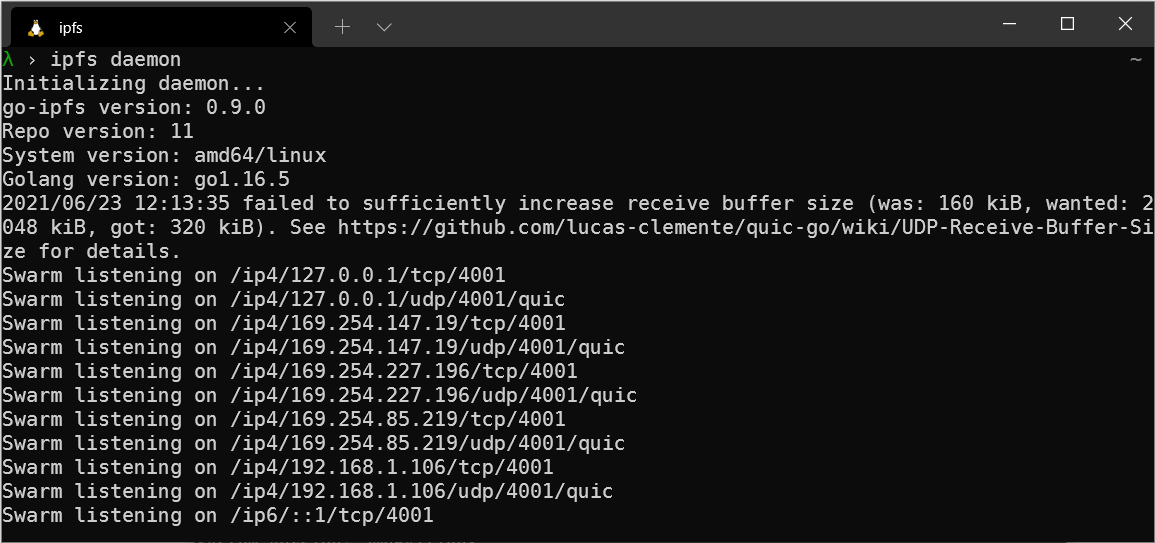 ipfs
λ › ipfs daemon ~
Initializing daemon...
go-ipfs version: 0.9.0
Repo version: 11
System version: amd64/linux
Golang version: go1.16.5
2021/06/23 12:13:35 failed to sufficiently increase receive buffer size (was: 160 kiB, wanted: 2
048 kiB, got: 320 kiB). See https://github.com/lucas-clemente/quic-go/wiki/UDP-Receive-Buffer-Si
ze for details.
Swarm listening on /ip4/127.0.0.1/tcp/4001
Swarm listening on /ip4/127.0.0.1/udp/4001/quic
Swarm listening on /ip4/169.254.147.19/tcp/4001
Swarm listening on /ip4/169.254.147.19/udp/4001/quic
Swarm listening on /ip4/169.254.227.196/tcp/4001
Swarm listening on /ip4/169.254.227.196/udp/4001/quic
Swarm listening on /ip4/169.254.85.219/tcp/4001
Swarm listening on /ip4/169.254.85.219/udp/4001/quic
Swarm listening on /ip4/192.168.1.106/tcp/4001
Swarm listening on /ip4/192.168.1.106/udp/4001/quic
Swarm listening on /ip6/::1/tcp/4001